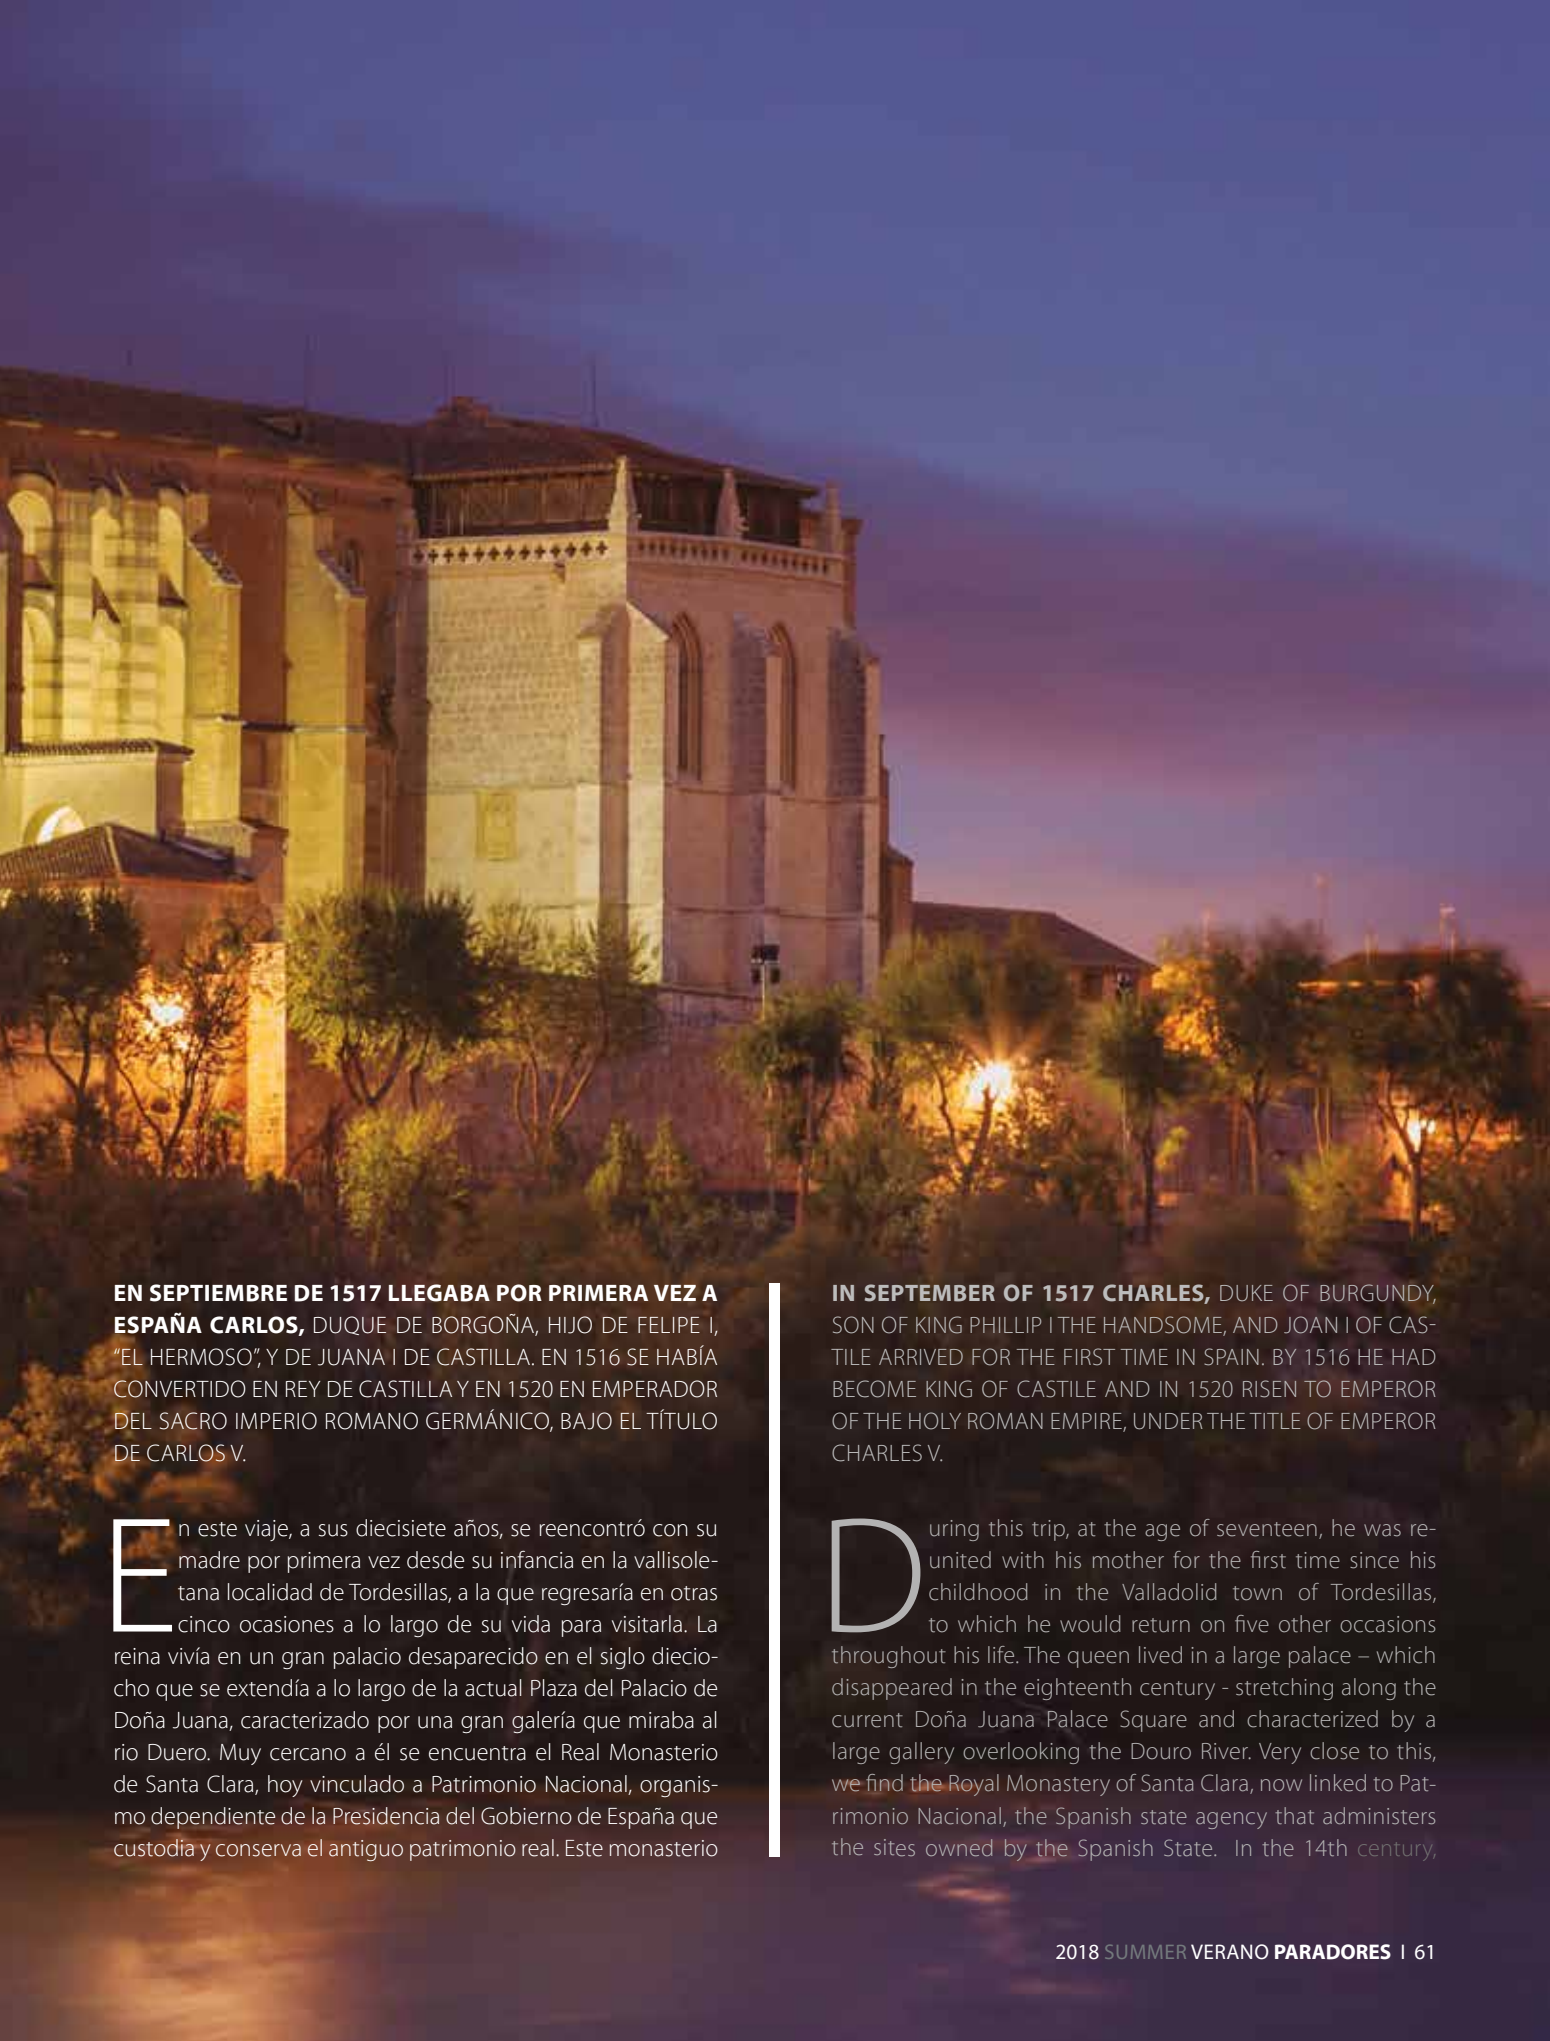 EN SEPTIEMBRE DE 1517 LLEGABA POR PRIMERA VEZ A
ESPAÑA CARLOS, DUQUE DE BORGOÑA, HIJO DE FELIPE I,
“EL HERMOSO”, Y DE JUANA I DE CASTILLA. EN 1516 SE HABÍA
CONVERTIDO EN REY DE CASTILLA Y EN 1520 EN EMPERADOR
DEL SACRO IMPERIO ROMANO GERMÁNICO, BAJO EL TÍTULO
DE CARLOS V.
En este viaje, a sus diecisiete años, se reencontró con su
madre por primera vez desde su infancia en la vallisole-
tana localidad de Tordesillas, a la que regresaría en otras
cinco ocasiones a lo largo de su vida para visitarla. La
reina vivía en un gran palacio desaparecido en el siglo diecio-
cho que se extendía a lo largo de la actual Plaza del Palacio de
Doña Juana, caracterizado por una gran galería que miraba al
rio Duero. Muy cercano a él se encuentra el Real Monasterio
de Santa Clara, hoy vinculado a Patrimonio Nacional, organis-
mo dependiente de la Presidencia del Gobierno de España que
custodia y conserva el antiguo patrimonio real. Este monasterio
IN SEPTEMBER OF 1517 CHARLES, DUKE OF BURGUNDY,
SON OF KING PHILLIP I THE HANDSOME, AND JOAN I OF CAS-
TILE ARRIVED FOR THE FIRST TIME IN SPAIN. BY 1516 HE HAD
BECOME KING OF CASTILE AND IN 1520 RISEN TO EMPEROR
OF THE HOLY ROMAN EMPIRE, UNDER THE TITLE OF EMPEROR
CHARLES V.
During this trip, at the age of seventeen, he was re-
united with his mother for the first time since his
childhood in the Valladolid town of Tordesillas,
to which he would return on five other occasions
throughout his life. The queen lived in a large palace – which
disappeared in the eighteenth century - stretching along the
current Doña Juana Palace Square and characterized by a
large gallery overlooking the Douro River. Very close to this,
we find the Royal Monastery of Santa Clara, now linked to Pat-
rimonio Nacional, the Spanish state agency that administers
the sites owned by the Spanish State. In the 14th century,
2018 SUMMER VERANO PARADORES I 61